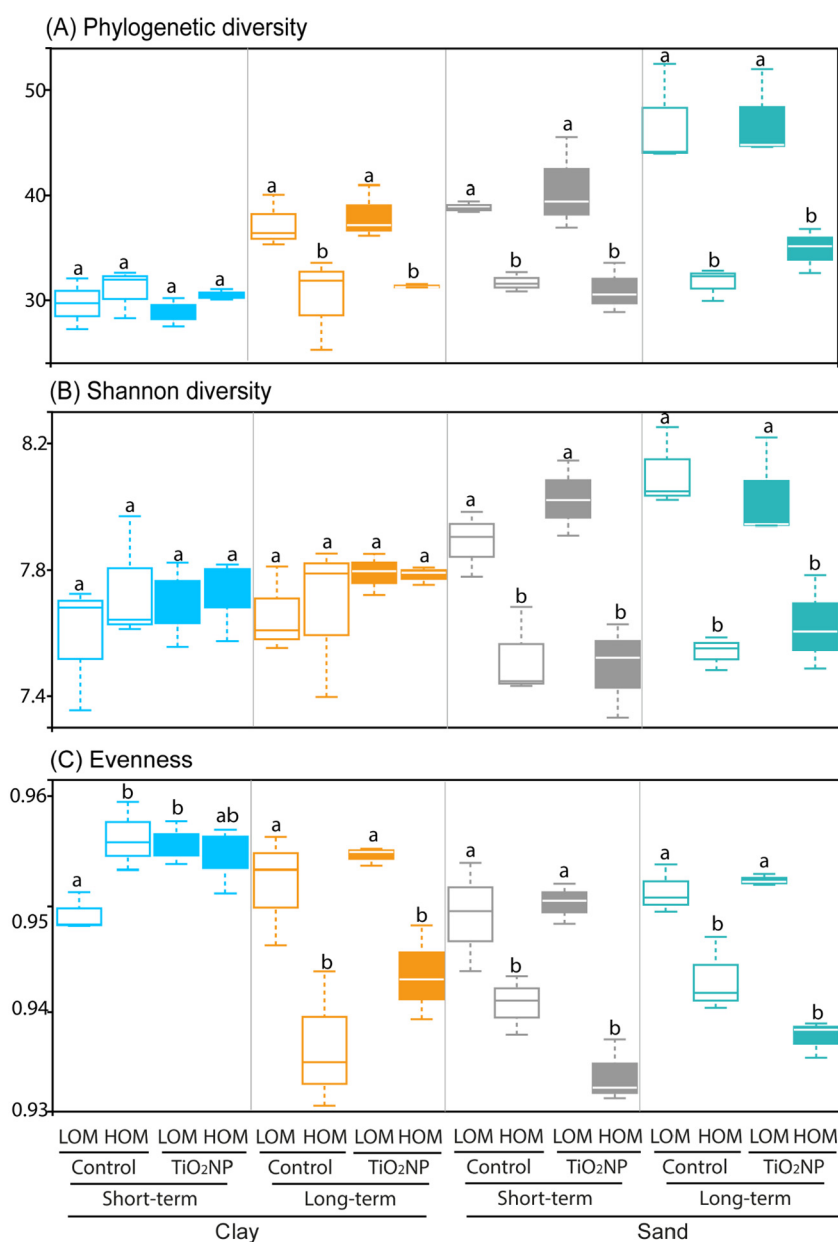 (A) Phylogenetic diversity
a a a a a b a b a b a b a b a b
50
40
30
(B) Shannon diversity
a a a a a a a a a b a b a b a b
8.2
7.8
7.4
(C) Evenness
a b b ab a b a b a b a b a b a b
0.96
0.95
0.94
0.93
LOM HOM LOM HOM LOM HOM LOM HOM LOM HOM LOM HOM LOM HOM LOM HOM
Control TiO₂NP Control TiO₂NP Control TiO₂NP Control TiO₂NP
Short-term Long-term Short-term Long-term
Clay Sand